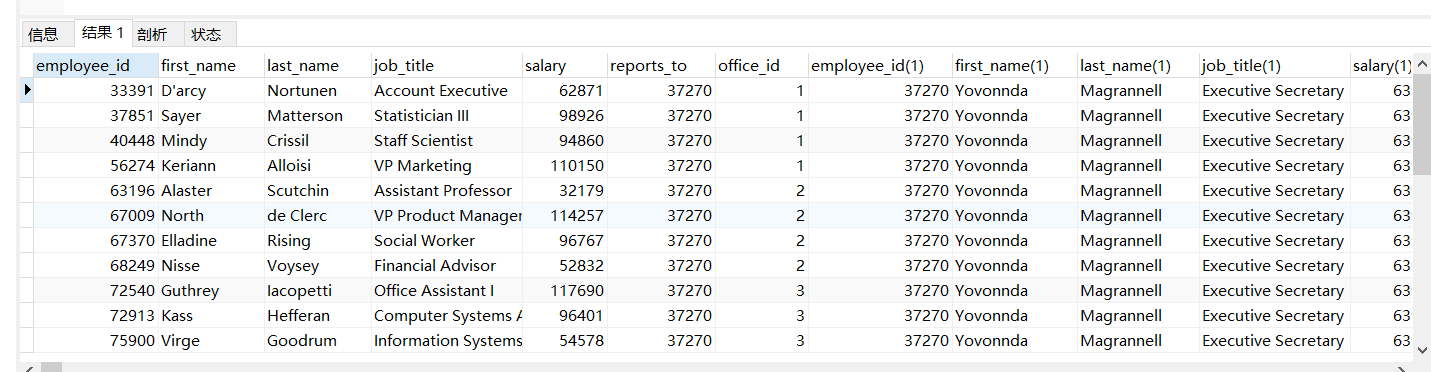 信息 结果 1 剖析 状态
employee_id first_name last_name job_title salary reports_to office_id employee_id(1) first_name(1) last_name(1) job_title(1) salary(1)
33391 D'arcy Nortunen Account Executive 62871 37270 1 37270 Yovonnda Magrannell Executive Secretary 63
37851 Sayer Matterson Statistician III 98926 37270 1 37270 Yovonnda Magrannell Executive Secretary 63
40448 Mindy Crissil Staff Scientist 94860 37270 1 37270 Yovonnda Magrannell Executive Secretary 63
56274 Keriann Alloisi VP Marketing 110150 37270 1 37270 Yovonnda Magrannell Executive Secretary 63
63196 Alaster Scutchin Assistant Professor 32179 37270 2 37270 Yovonnda Magrannell Executive Secretary 63
67009 North de Clerc VP Product Manager 114257 37270 2 37270 Yovonnda Magrannell Executive Secretary 63
67370 Elladine Rising Social Worker 96767 37270 2 37270 Yovonnda Magrannell Executive Secretary 63
68249 Nisse Voysey Financial Advisor 52832 37270 2 37270 Yovonnda Magrannell Executive Secretary 63
72540 Guthrey Iacopetti Office Assistant I 117690 37270 3 37270 Yovonnda Magrannell Executive Secretary 63
72913 Kass Hefferan Computer Systems A 96401 37270 3 37270 Yovonnda Magrannell Executive Secretary 63
75900 Virge Goodrum Information Systems 54578 37270 3 37270 Yovonnda Magrannell Executive Secretary 63